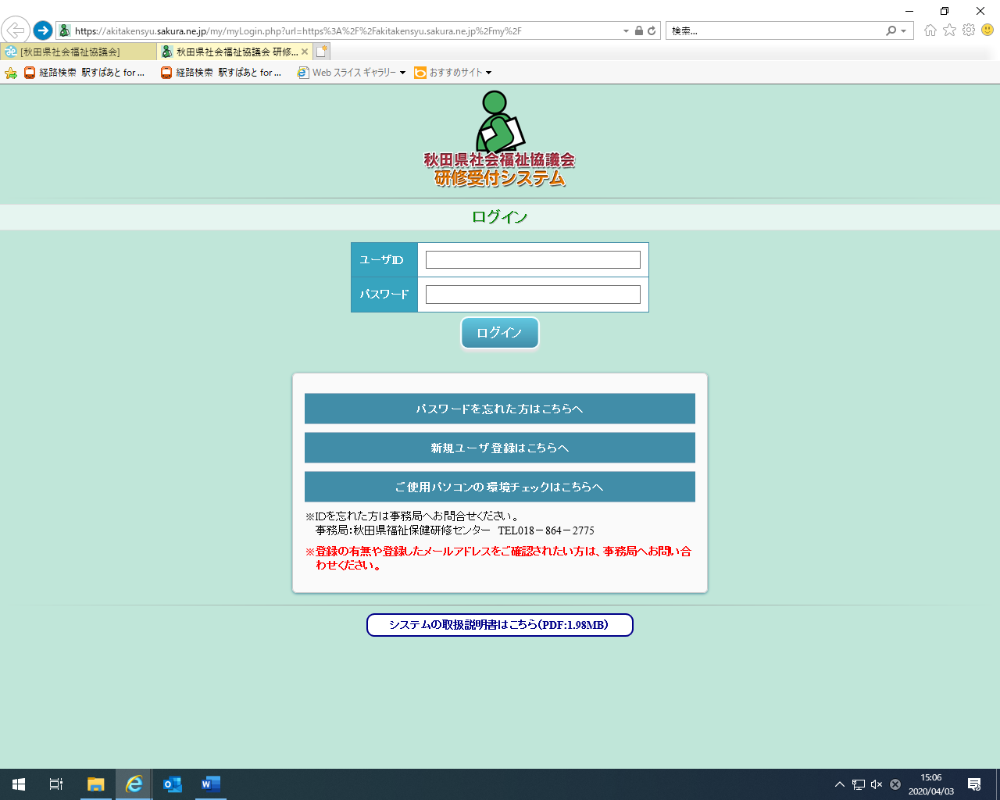 https://akitakensyu.sakura.ne.jp/my/myLogin.php?url=https%3A%2F%2Fakitakensyu.sakura.ne.jp%2Fmy%2F
検索...
[秋田県社会福祉協議会]
秋田県社会福祉協議会 研修...
経路検索 駅すぱあと for ...
経路検索 駅すぱあと for ...
Web スライス ギャラリー
おすすめサイト
秋田県社会福祉協議会
研修受付システム
ログイン
ユーザID
パスワード
ログイン
パスワードを忘れた方はこちらへ
新規ユーザ登録はこちらへ
ご使用パソコンの環境チェックはこちらへ
※IDを忘れた方は事務局へお問合せください。
事務局：秋田県福祉保健研修センター　TEL018－864－2775
※登録の有無や登録したメールアドレスをご確認されたい方は、事務局へお問い合
わせください。
システムの取扱説明書はこちら（PDF:1.98MB）
15:06
2020/04/03